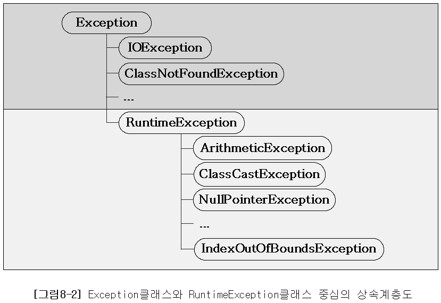 Exception
IOException
ClassNotFoundException
...
RuntimeException
ArithmeticException
ClassCastException
NullPointerException
...
IndexOutOfBoundsException
[그림8-2] Exception클래스와 RuntimeException클래스 중심의 상속계층도